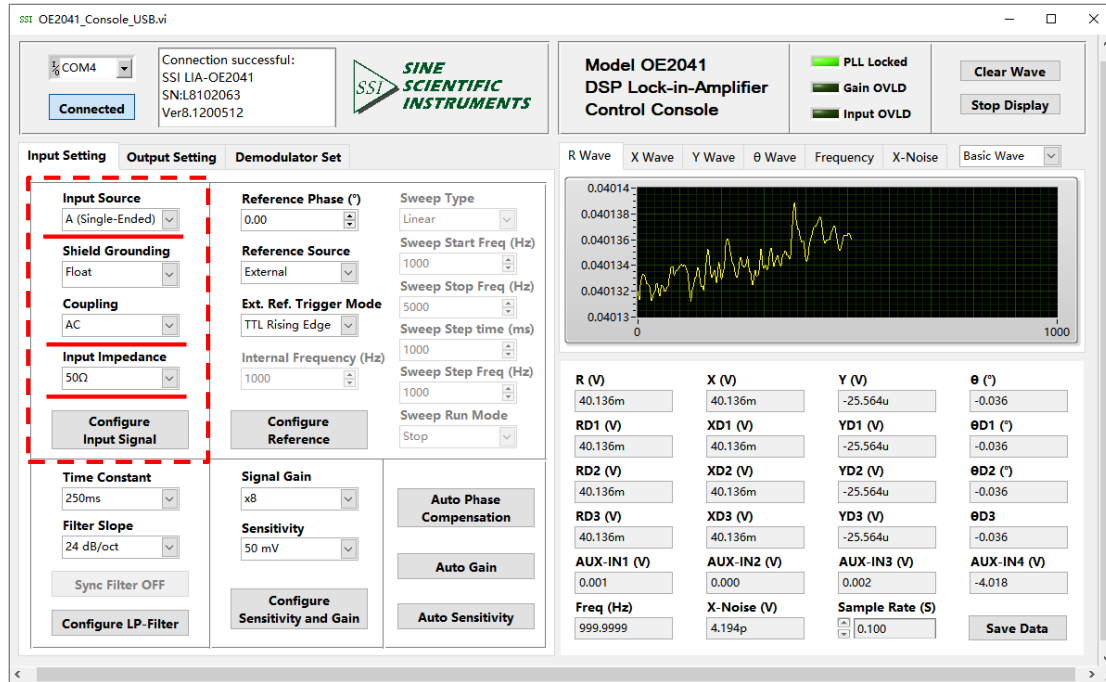 SSI OE2041_Console_USB.vi
I/O COM4
Connected
Connection successful:
SSI LIA-OE2041
SN:L8102063
Ver8.1200512
SSI
SINE
SCIENTIFIC
INSTRUMENTS
Model OE2041
DSP Lock-in-Amplifier
Control Console
PLL Locked
Gain OVLD
Input OVLD
Clear Wave
Stop Display
Input Setting Output Setting Demodulator Set
Input Source
A (Single-Ended)
Shield Grounding
Float
Coupling
AC
Input Impedance
50Ω
Configure
Input Signal
Reference Phase (°)
0.00
Reference Source
External
Ext. Ref. Trigger Mode
TTL Rising Edge
Internal Frequency (Hz)
1000
Configure
Reference
Sweep Type
Linear
Sweep Start Freq (Hz)
1000
Sweep Stop Freq (Hz)
5000
Sweep Step time (ms)
1000
Sweep Step Freq (Hz)
1000
Sweep Run Mode
Stop
Time Constant
250ms
Filter Slope
24 dB/oct
Sync Filter OFF
Configure LP-Filter
Signal Gain
x8
Sensitivity
50 mV
Configure
Sensitivity and Gain
Auto Phase
Compensation
Auto Gain
Auto Sensitivity
R Wave X Wave Y Wave θ Wave Frequency X-Noise Basic Wave
0.04014
0.040138
0.040136
0.040134
0.040132
0.04013
0 1000
R (V) X (V) Y (V) θ (°)
40.136m 40.136m -25.564u -0.036
RD1 (V) XD1 (V) YD1 (V) θD1 (°)
40.136m 40.136m -25.564u -0.036
RD2 (V) XD2 (V) YD2 (V) θD2 (°)
40.136m 40.136m -25.564u -0.036
RD3 (V) XD3 (V) YD3 (V) θD3
40.136m 40.136m -25.564u -0.036
AUX-IN1 (V) AUX-IN2 (V) AUX-IN3 (V) AUX-IN4 (V)
0.001 0.000 0.002 -4.018
Freq (Hz) X-Noise (V) Sample Rate (S)
999.9999 4.194p 0.100 Save Data